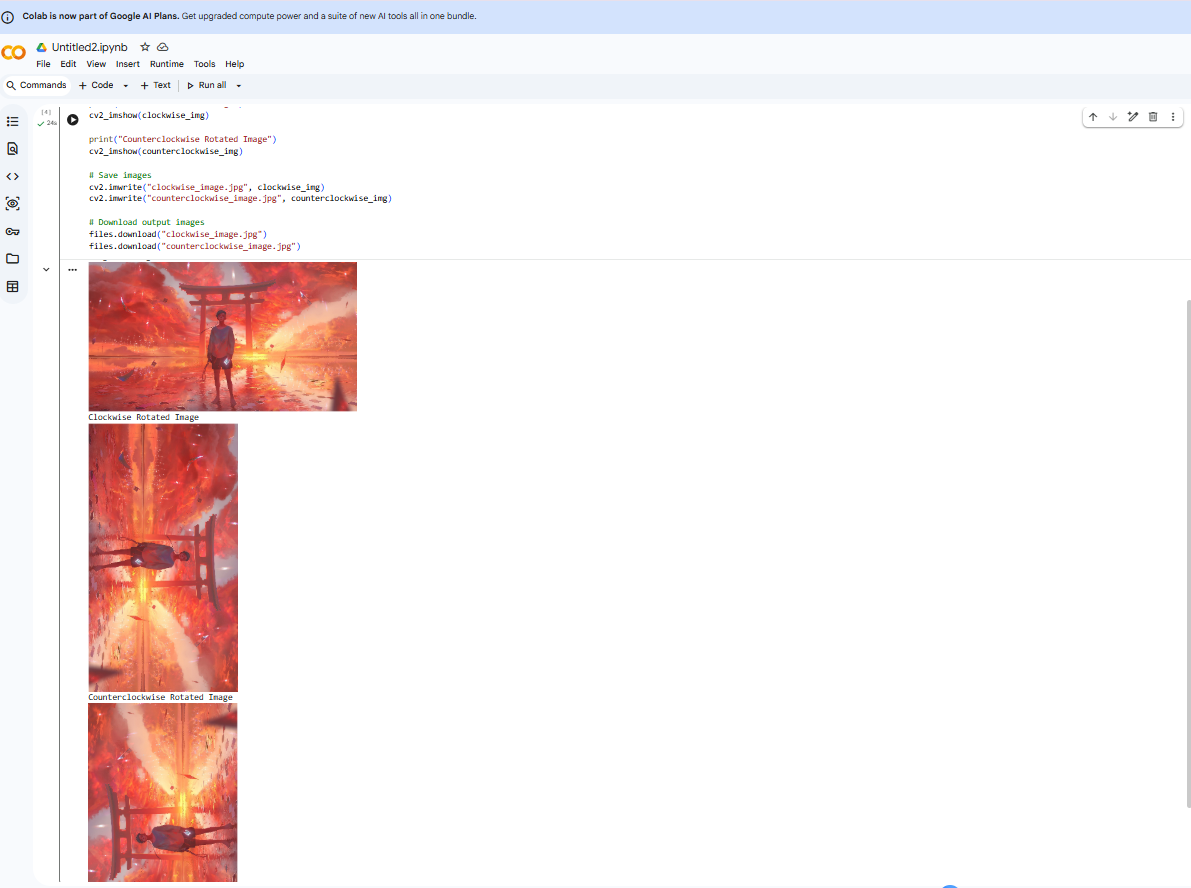 Colab is now part of Google AI Plans. Get upgraded compute power and a suite of new AI tools all in one bundle.
Untitled2.ipynb
File Edit View Insert Runtime Tools Help
Commands + Code + Text Run all
[4]
24s
cv2_imshow(clockwise_img)
print("Counterclockwise Rotated Image")
cv2_imshow(counterclockwise_img)
# Save images
cv2.imwrite("clockwise_image.jpg", clockwise_img)
cv2.imwrite("counterclockwise_image.jpg", counterclockwise_img)
# Download output images
files.download("clockwise_image.jpg")
files.download("counterclockwise_image.jpg")
Clockwise Rotated Image
Counterclockwise Rotated Image